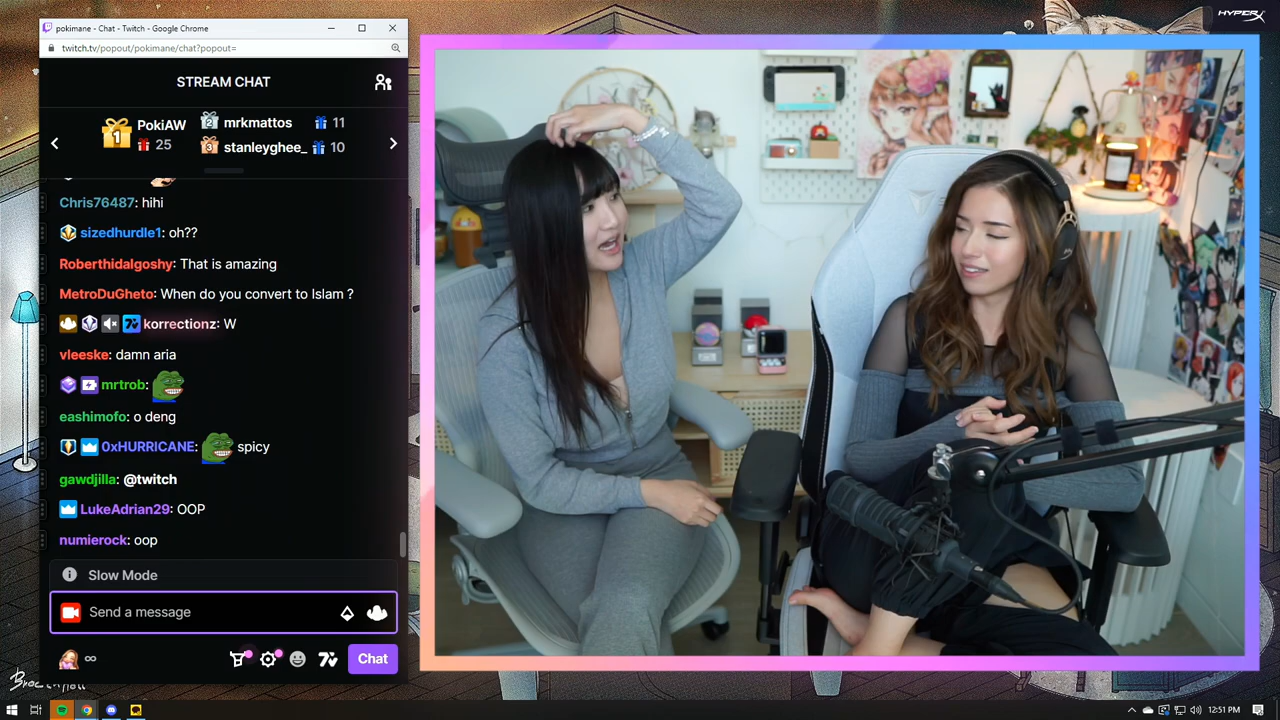 pokimane - Chat - Twitch - Google Chrome
HYPERX
twitch.tv/popout/pokimane/chat?popout=
STREAM CHAT
1 PokiAW 25
2 mrkmattos 11
3 stanleyghee_ 10
Chris76487: hihi
sizedhurdle1: oh??
Roberthidalgoshy: That is amazing
MetroDuGheto: When do you convert to Islam ?
korrectionz: W
vleeske: damn aria
mrtrob:
eashimofo: o deng
0xHURRICANE: spicy
gawdjilla: @twitch
LukeAdrian29: OOP
numierock: oop
Slow Mode
Send a message
∞
Chat
12:51 PM